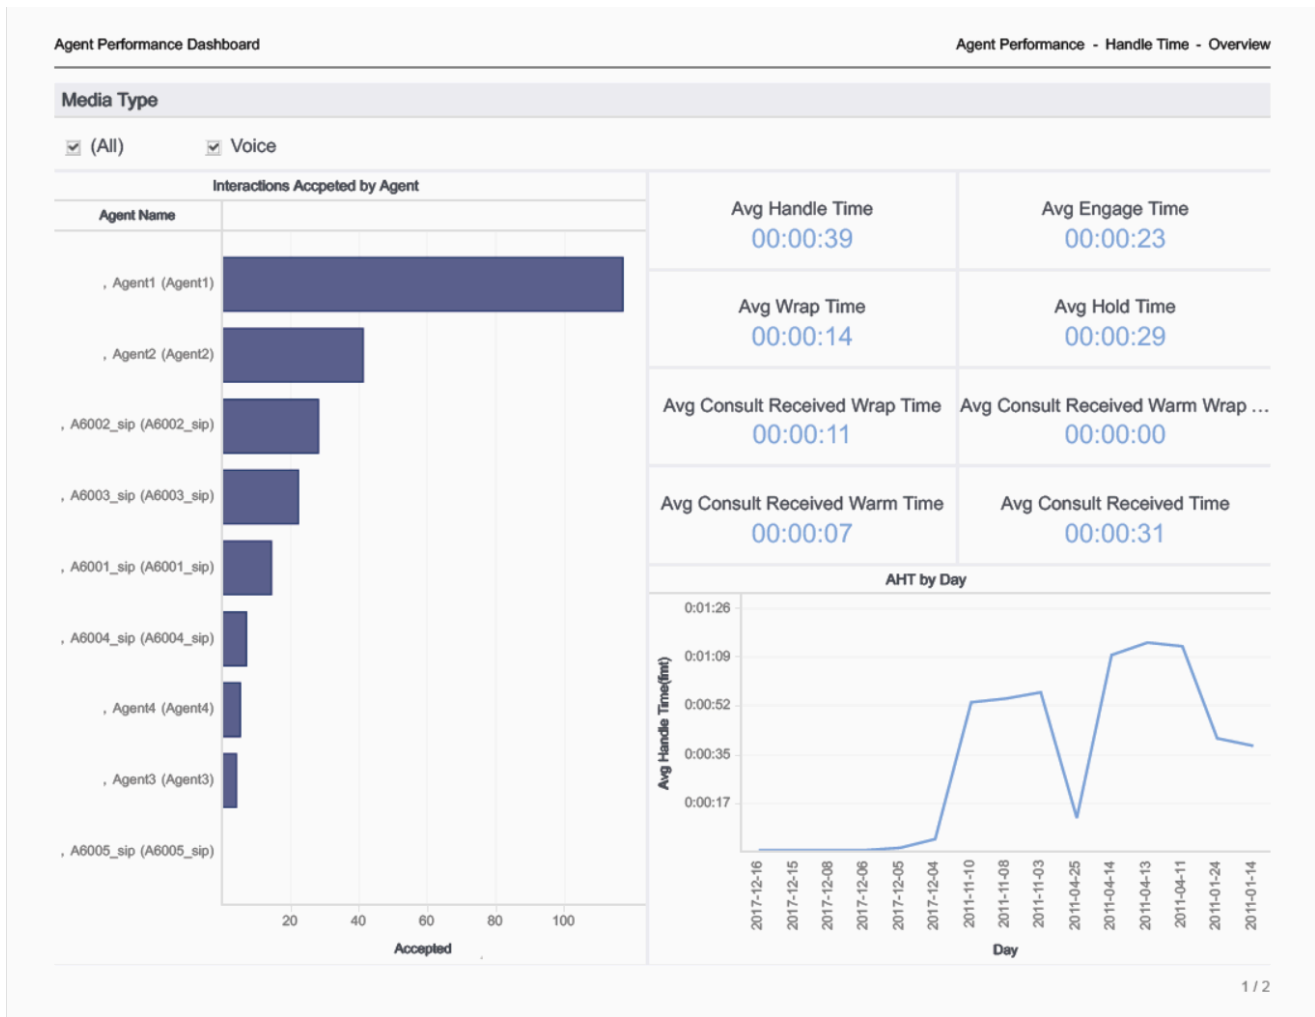 Agent Performance Dashboard
Agent Performance - Handle Time - Overview
Media Type
(All)
Voice
Interactions Accpeted by Agent
Agent Name
, Agent1 (Agent1)
, Agent2 (Agent2)
, A6002_sip (A6002_sip)
, A6003_sip (A6003_sip)
, A6001_sip (A6001_sip)
, A6004_sip (A6004_sip)
, Agent4 (Agent4)
, Agent3 (Agent3)
, A6005_sip (A6005_sip)
20 40 60 80 100
Accepted
Avg Handle Time
00:00:39
Avg Engage Time
00:00:23
Avg Wrap Time
00:00:14
Avg Hold Time
00:00:29
Avg Consult Received Wrap Time
00:00:11
Avg Consult Received Warm Wrap ...
00:00:00
Avg Consult Received Warm Time
00:00:07
Avg Consult Received Time
00:00:31
AHT by Day
Avg Handle Time(fmt)
0:01:26
0:01:09
0:00:52
0:00:35
0:00:17
2017-12-16
2017-12-15
2017-12-08
2017-12-06
2017-12-05
2017-12-04
2011-11-10
2011-11-08
2011-11-03
2011-04-25
2011-04-14
2011-04-13
2011-04-11
2011-01-24
2011-01-14
Day
1 / 2